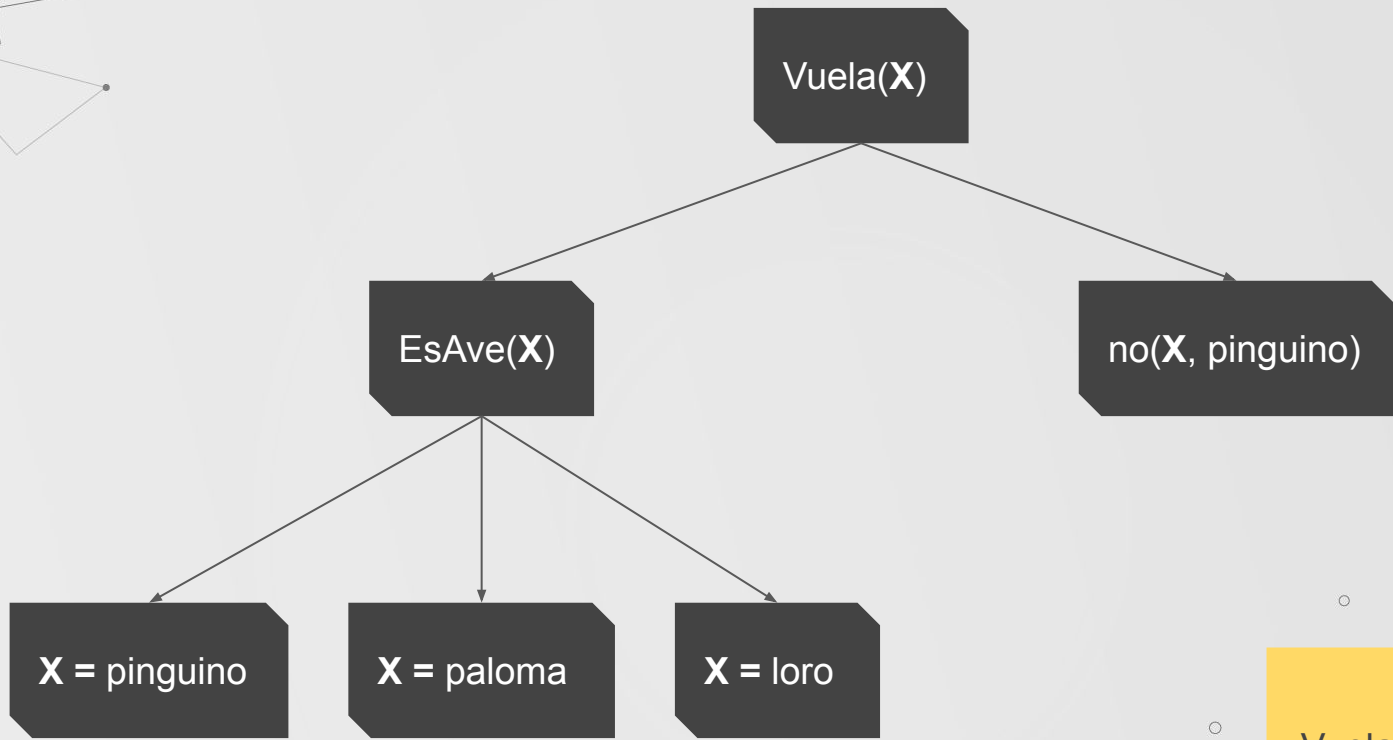 Vuela(X)
EsAve(X)
no(X, pinguino)
X = pinguino
X = paloma
X = loro